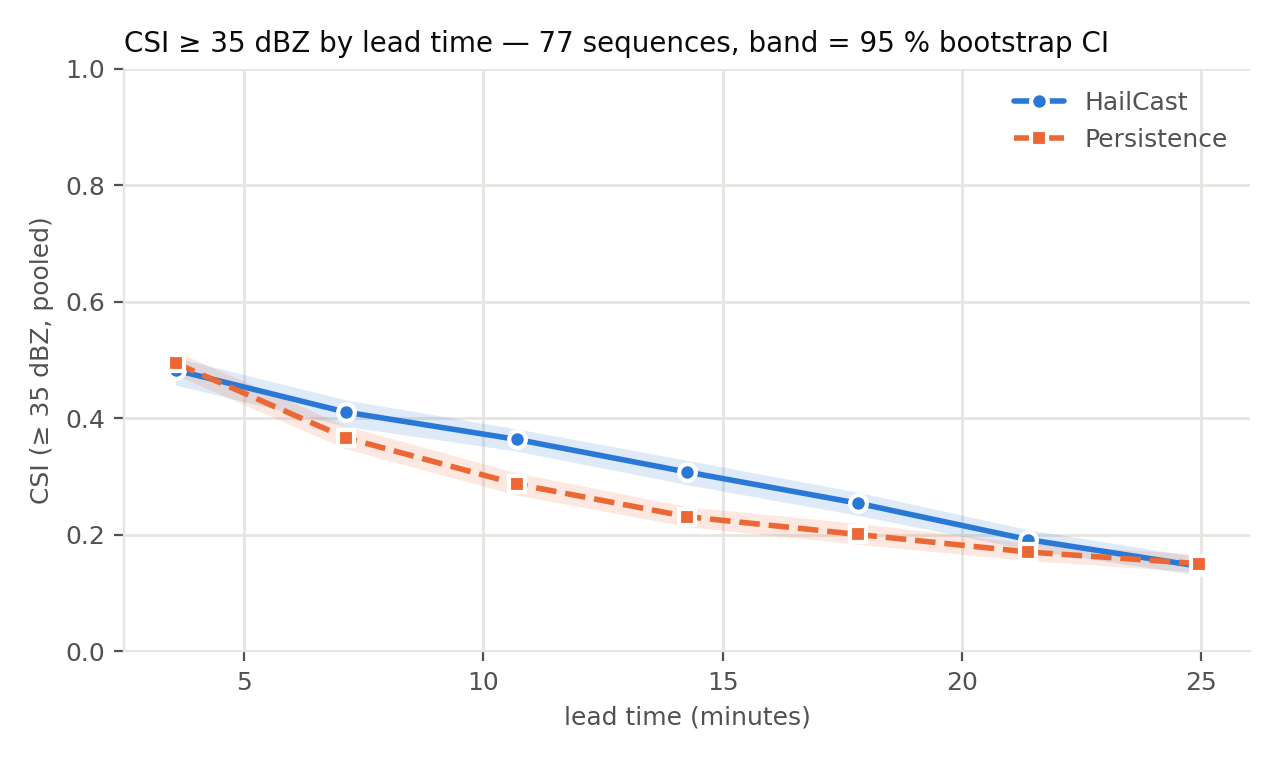 CSI ≥ 35 dBZ by lead time — 77 sequences, band = 95 % bootstrap CI
HailCast
Persistence
CSI (≥ 35 dBZ, pooled)
1.0
0.8
0.6
0.4
0.2
0.0
5 10 15 20 25
lead time (minutes)